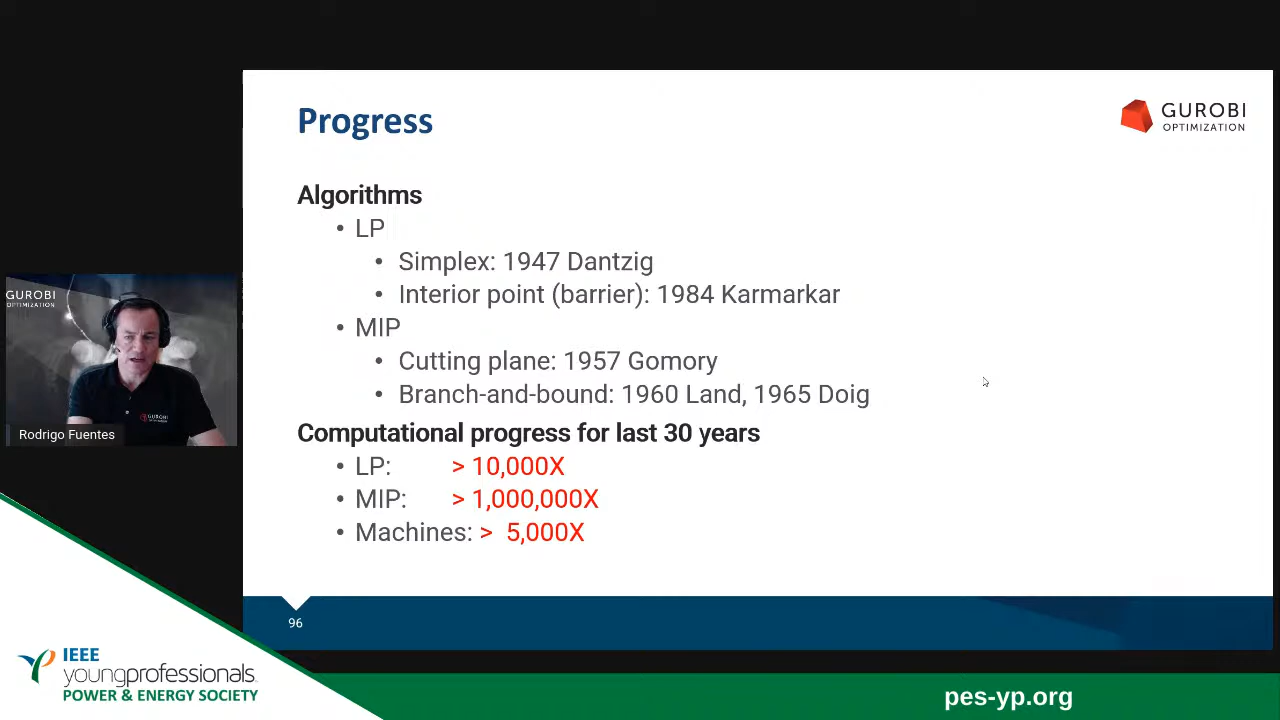 Progress
GUROBI
OPTIMIZATION
Algorithms
• LP
• Simplex: 1947 Dantzig
• Interior point (barrier): 1984 Karmarkar
• MIP
• Cutting plane: 1957 Gomory
• Branch-and-bound: 1960 Land, 1965 Doig
Computational progress for last 30 years
• LP: > 10,000X
• MIP: > 1,000,000X
• Machines: > 5,000X
96
GUROBI
OPTIMIZATION
GUROBI
Rodrigo Fuentes
IEEE
youngprofessionals
POWER & ENERGY SOCIETY
pes-yp.org